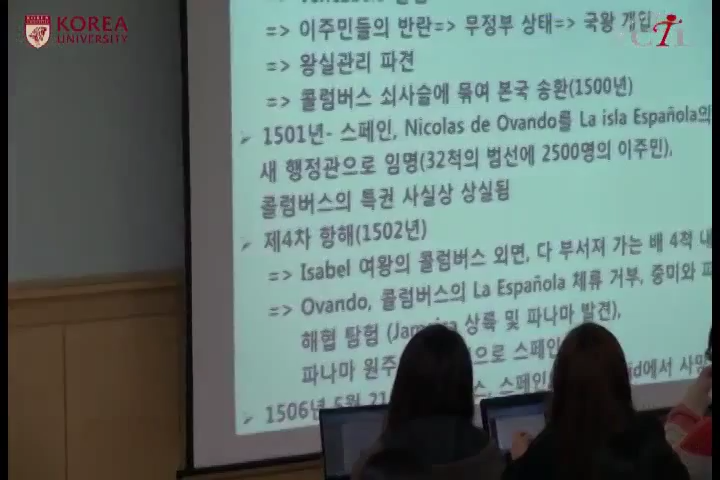 KOREA
UNIVERSITY
CTL
=> 이주민들의 반란=> 무정부 상태=> 국왕 개입
=> 왕실관리 파견
=> 콜럼버스 쇠사슬에 묶여 본국 송환(1500년)
1501년- 스페인, Nicolas de Ovando를 La isla Española의
새 행정관으로 임명(32척의 범선에 2500명의 이주민),
콜럼버스의 특권 사실상 상실됨
제4차 항해(1502년)
=> Isabel 여왕의 콜럼버스 외면, 다 부서져 가는 배 4척 내
=> Ovando, 콜럼버스의 La Española 체류 거부, 중미와
해협 탐험 (Jamaica 상륙 및 파나마 발견),
파나마 원주 으로 스페인
1506년 5월 스페인 에서 사망